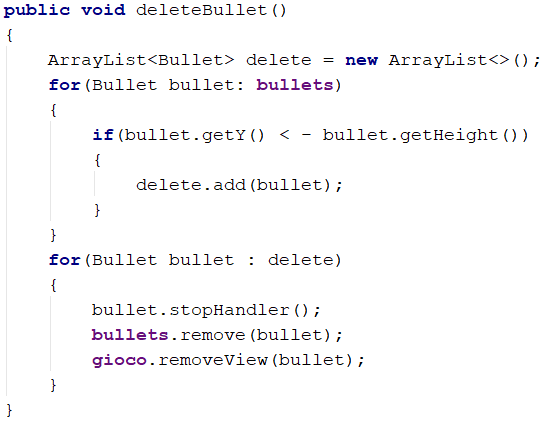 public void deleteBullet()
{
    ArrayList<Bullet> delete = new ArrayList<>();
    for(Bullet bullet: bullets)
    {
        if(bullet.getY() < - bullet.getHeight())
        {
            delete.add(bullet);
        }
    }
    for(Bullet bullet : delete)
    {
        bullet.stopHandler();
        bullets.remove(bullet);
        gioco.removeView(bullet);
    }
}